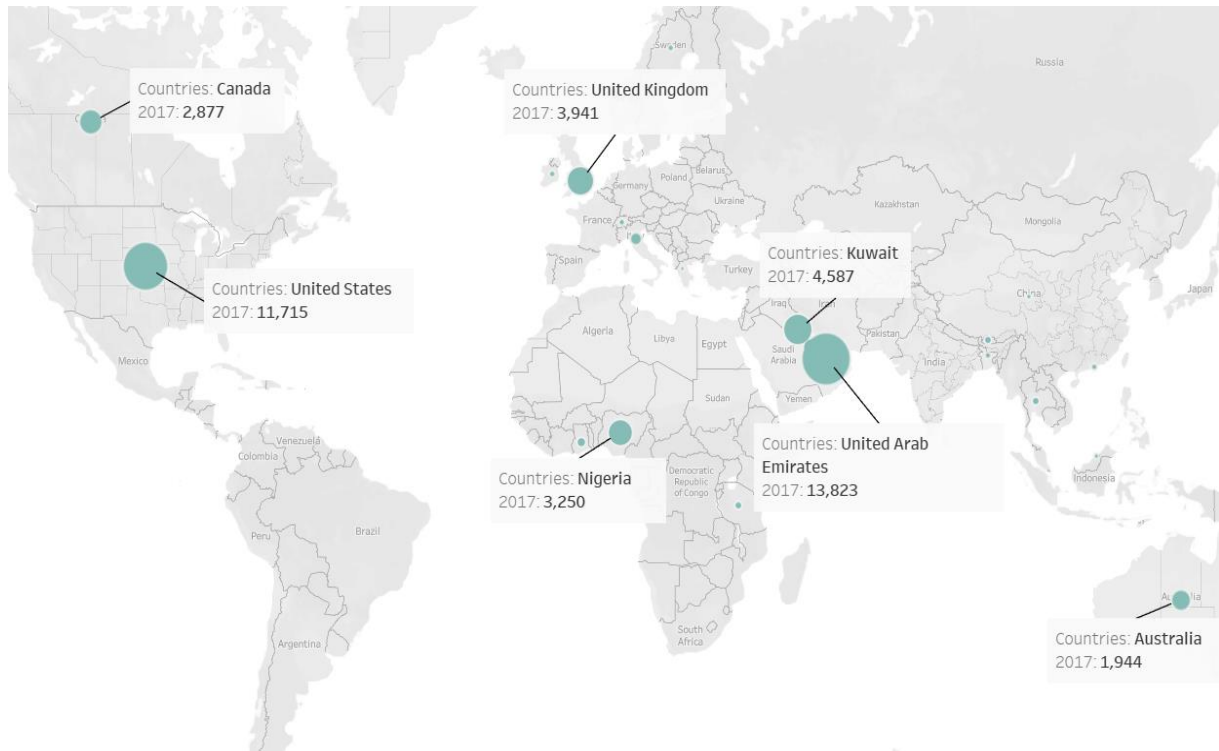 Sweden
Russia
Countries: Canada
2017: 2,877
Countries: United Kingdom
2017: 3,941
Germany
Poland
Belarus
Ukraine
France
Kazakhstan
Mongolia
Spain
Turkey
Countries: Kuwait
2017: 4,587
Countries: United States
2017: 11,715
Iraq
Iran
China
Japan
Algeria
Libya
Egypt
Saudi
Arabia
Pakistan
India
Mexico
Sudan
Yemen
Venezuela
Colombia
Countries: Nigeria
2017: 3,250
Democratic
Republic
of Congo
Countries: United Arab
Emirates
2017: 13,823
Indonesia
Peru
Brazil
South
Africa
Argentina
Countries: Australia
2017: 1,944